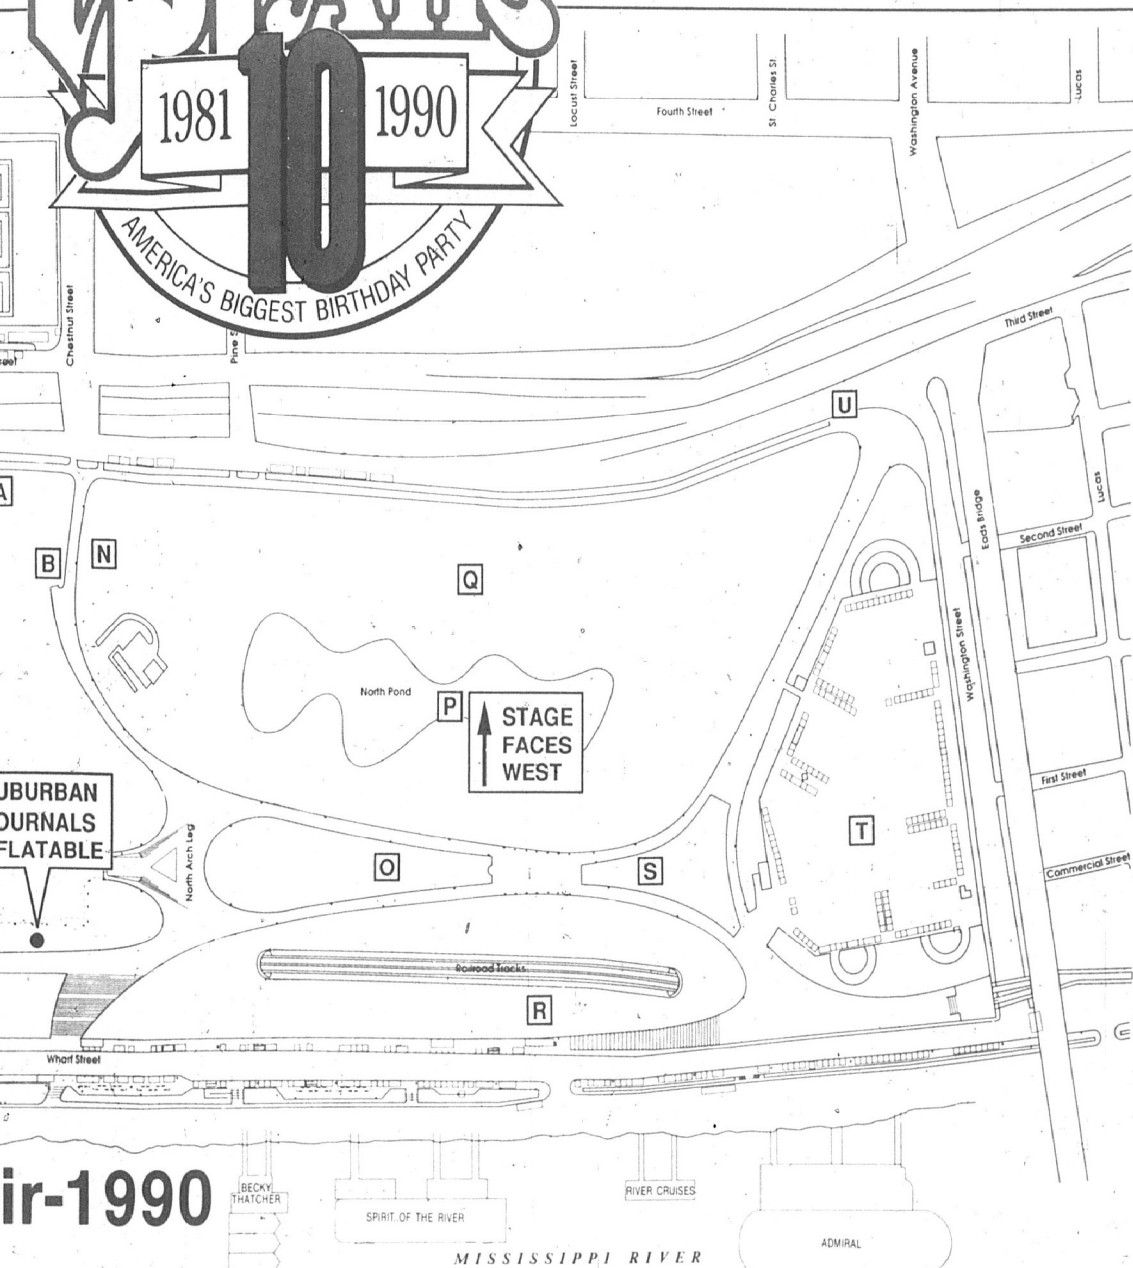 1981
10
1990
AMERICA'S BIGGEST BIRTHDAY PARTY
Locust Street
Fourth Street
St. Charles St.
Washington Avenue
Lucas
Chestnut Street
Third Street
U
A
B
N
Q
Eads Bridge
Second Street
Lucas
Washington Street
North Pond
P
STAGE
FACES
WEST
First Street
UBURBAN
OURNALS
FLATABLE
North Arch Leg
O
S
T
Commercial Street
Railroad Tracks
R
Wharf Street
ir-1990
BECKY
THATCHER
SPIRIT OF THE RIVER
RIVER CRUISES
ADMIRAL
MISSISSIPPI RIVER